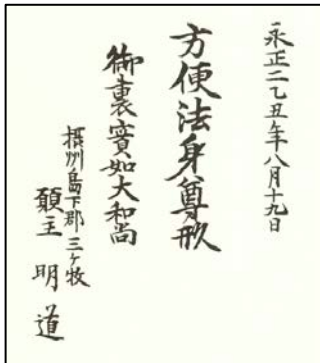 永正二乙丑年八月十九日
方便法身尊形
御裏實如大和尚
摂州島下郡三ケ牧
願主 明道